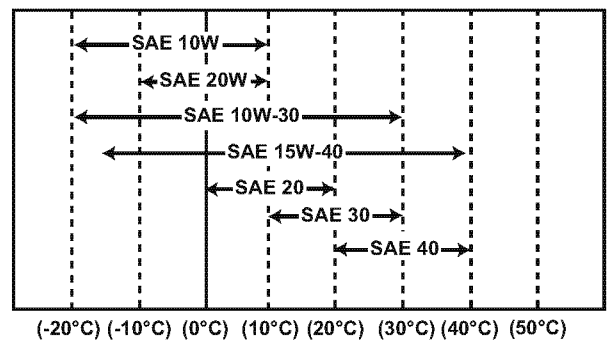 SAE 10W
SAE 20W
SAE 10W-30
SAE 15W-40
SAE 20
SAE 30
SAE 40
(-20°C) (-10°C) (0°C) (10°C) (20°C) (30°C) (40°C) (50°C)